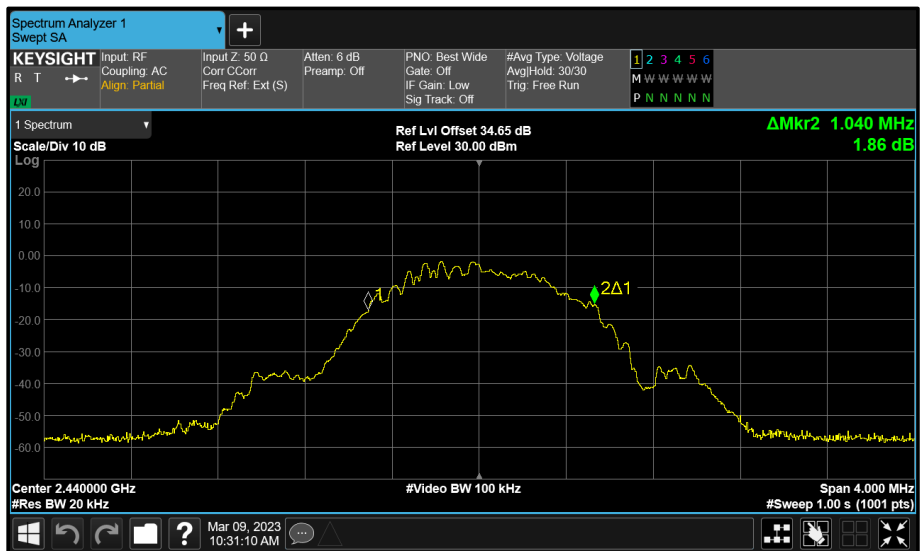 Spectrum Analyzer 1
Swept SA
KEYSIGHT
R T
LXI
Input: RF
Coupling: AC
Align: Partial
Input Z: 50 Ω
Corr CCorr
Freq Ref: Ext (S)
Atten: 6 dB
Preamp: Off
PNO: Best Wide
Gate: Off
IF Gain: Low
Sig Track: Off
#Avg Type: Voltage
Avg|Hold: 30/30
Trig: Free Run
1 2 3 4 5 6
M W W W W W
P N N N N N
1 Spectrum
Scale/Div 10 dB
Ref Lvl Offset 34.65 dB
Ref Level 30.00 dBm
ΔMkr2 1.040 MHz
1.86 dB
Log
20.0
10.0
0.00
-10.0
-20.0
-30.0
-40.0
-50.0
-60.0
1
2Δ1
Center 2.440000 GHz
#Res BW 20 kHz
#Video BW 100 kHz
Span 4.000 MHz
#Sweep 1.00 s (1001 pts)
?
Mar 09, 2023
10:31:10 AM